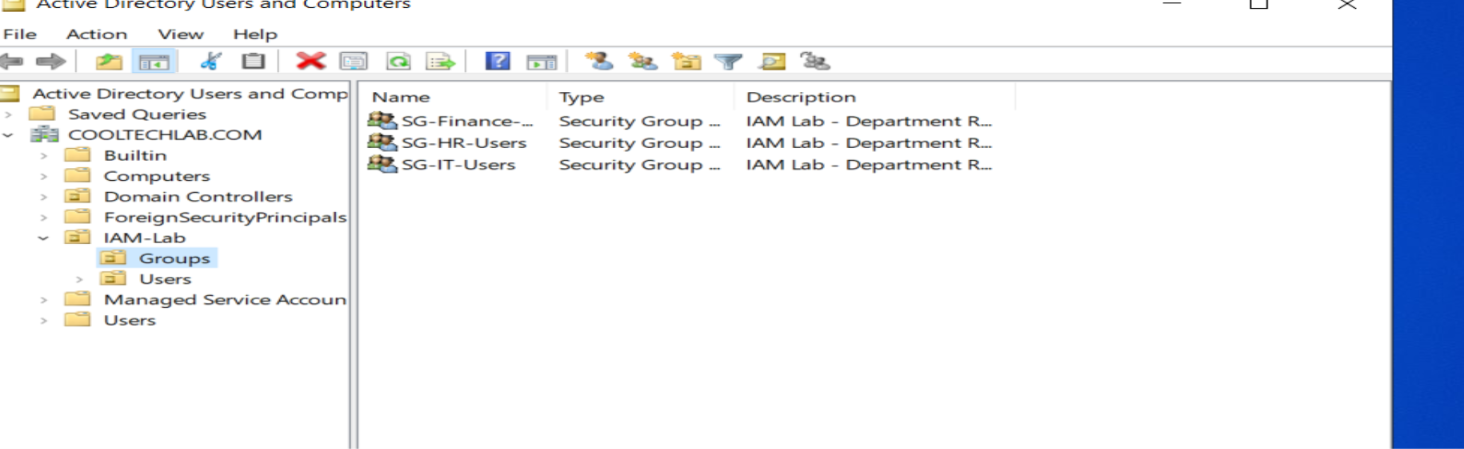 Active Directory Users and Computers
File Action View Help
Active Directory Users and Comp
Saved Queries
COOLTECHLAB.COM
Builtin
Computers
Domain Controllers
ForeignSecurityPrincipals
IAM-Lab
Groups
Users
Managed Service Accoun
Users
Name Type Description
SG-Finance-... Security Group ... IAM Lab - Department R...
SG-HR-Users Security Group ... IAM Lab - Department R...
SG-IT-Users Security Group ... IAM Lab - Department R...